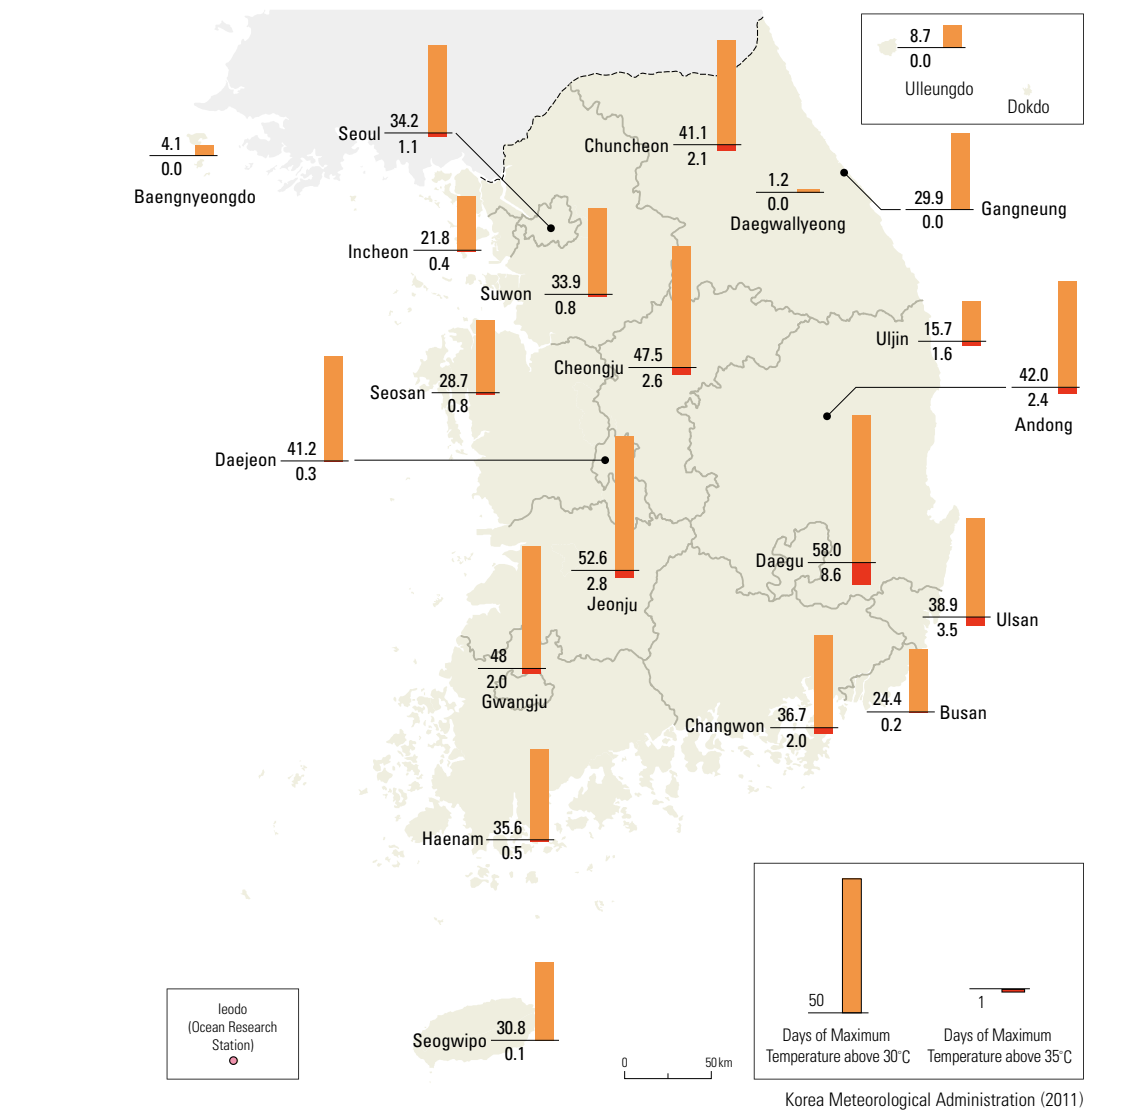 8.7
0.0
Ulleungdo
Dokdo
34.2
Seoul
1.1
41.1
Chuncheon
2.1
4.1
0.0
Baengnyeongdo
1.2
0.0
Daegwallyeong
29.9
Gangneung
0.0
21.8
Incheon
0.4
33.9
Suwon
0.8
15.7
Uljin
1.6
47.5
Cheongju
2.6
28.7
Seosan
0.8
42.0
2.4
Andong
41.2
Daejeon
0.3
52.6
2.8
Jeonju
58.0
Daegu
8.6
38.9
Ulsan
3.5
48
2.0
Gwangju
24.4
Busan
0.2
36.7
Changwon
2.0
35.6
Haenam
0.5
30.8
Seogwipo
0.1
Ieodo
(Ocean Research
Station)
0 50 km
50
Days of Maximum
Temperature above 30°C
1
Days of Maximum
Temperature above 35°C
Korea Meteorological Administration (2011)